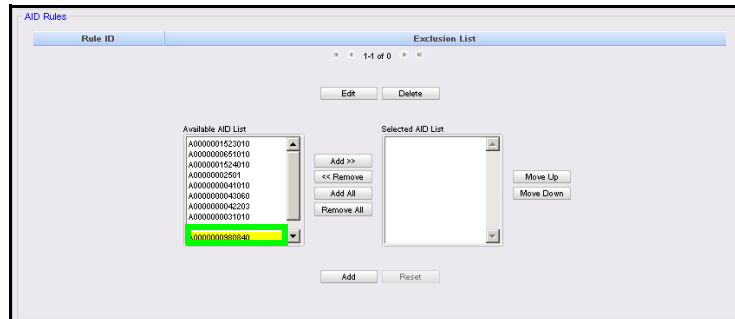 AID Rules
Rule ID Exclusion List
1-1 of 0
Edit Delete
Available AID List Selected AID List
A0000001523010
A0000000651010
A0000001524010
A00000002501
A0000000041010
A0000000043060
A0000000042203
A0000000031010
A0000000980840
Add >>
<< Remove
Add All
Remove All
Move Up
Move Down
Add Reset